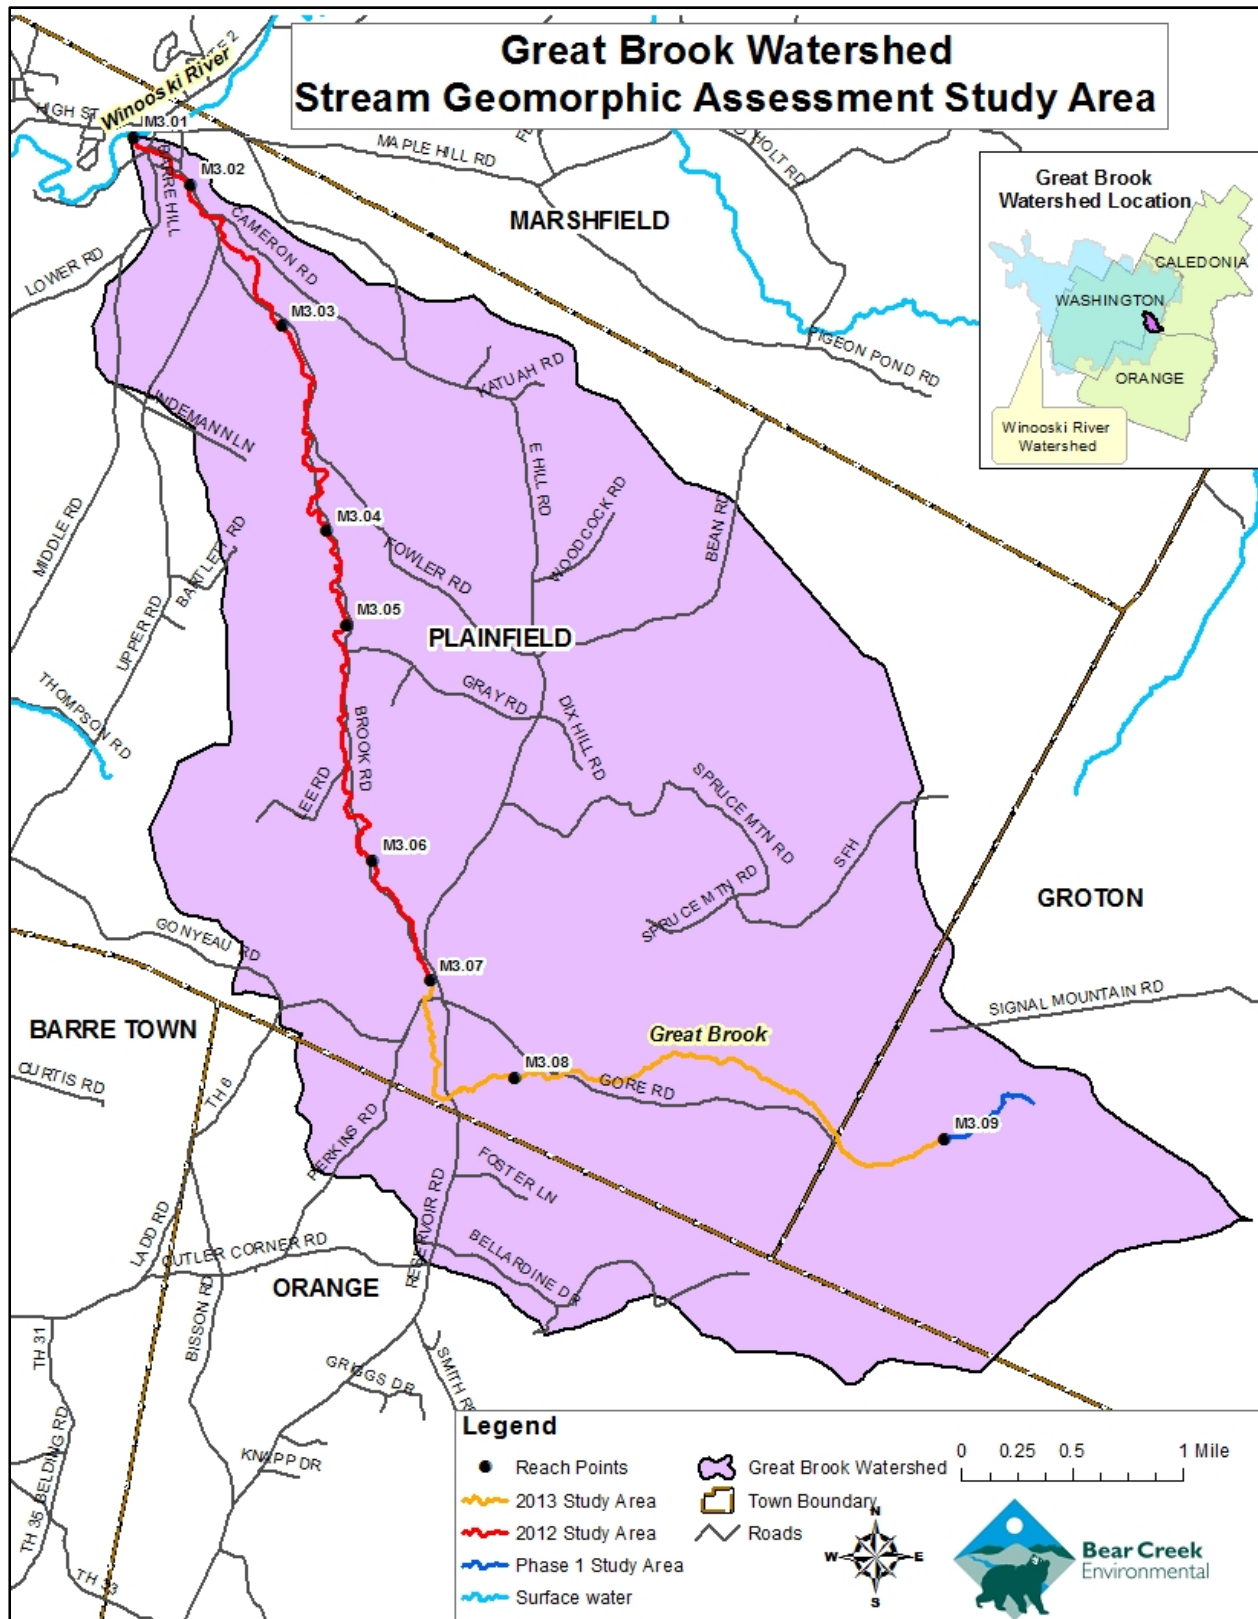 Great Brook Watershed
Stream Geomorphic Assessment Study Area
Winooski River
HIGH ST
M3.01
MAPLE HILL RD
HOLT RD
M3.02
BARRE HILL
CAMERON RD
MARSHFIELD
LOWER RD
M3.03
PIGEON POND RD
KATUAH RD
LINDEMANN LN
E HILL RD
WOODCOCK RD
BEAN RD
MIDDLE RD
BARTLETT RD
M3.04
FOWLER RD
UPPER RD
M3.05
PLAINFIELD
THOMPSON RD
GRAY RD
DIX HILL RD
BROOK RD
LEE RD
SPRUCE MTN RD
M3.06
SFH
SPRUCE MTN RD
GROTON
GONYEAU RD
M3.07
SIGNAL MOUNTAIN RD
BARRE TOWN
Great Brook
CURTIS RD
TH 6
M3.08
GORE RD
M3.09
PERKINS RD
FOSTER LN
RESERVOIR RD
LADD RD
CUTLER CORNER RD
BELLARDINE DR
ORANGE
BISSON RD
TH 31
GRIGGS DR
SMITH RD
KNAPP DR
BELDING RD
TH 35
TH 33
Great Brook
Watershed Location
CALEDONIA
WASHINGTON
ORANGE
Winooski River
Watershed
Legend
Reach Points
2013 Study Area
2012 Study Area
Phase 1 Study Area
Surface water
Great Brook Watershed
Town Boundary
Roads
0 0.25 0.5 1 Mile
N
W E
S
Bear Creek
Environmental